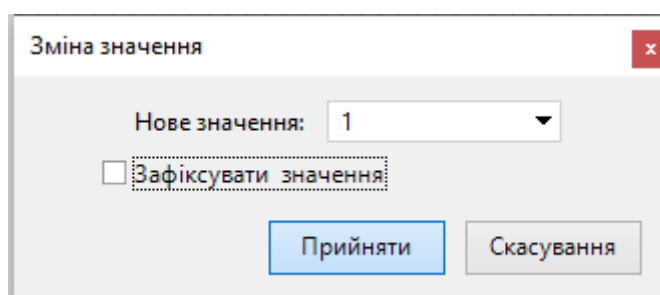 Зміна значення
x
Нове значення: 1
Зафіксувати значення
Прийняти Скасування